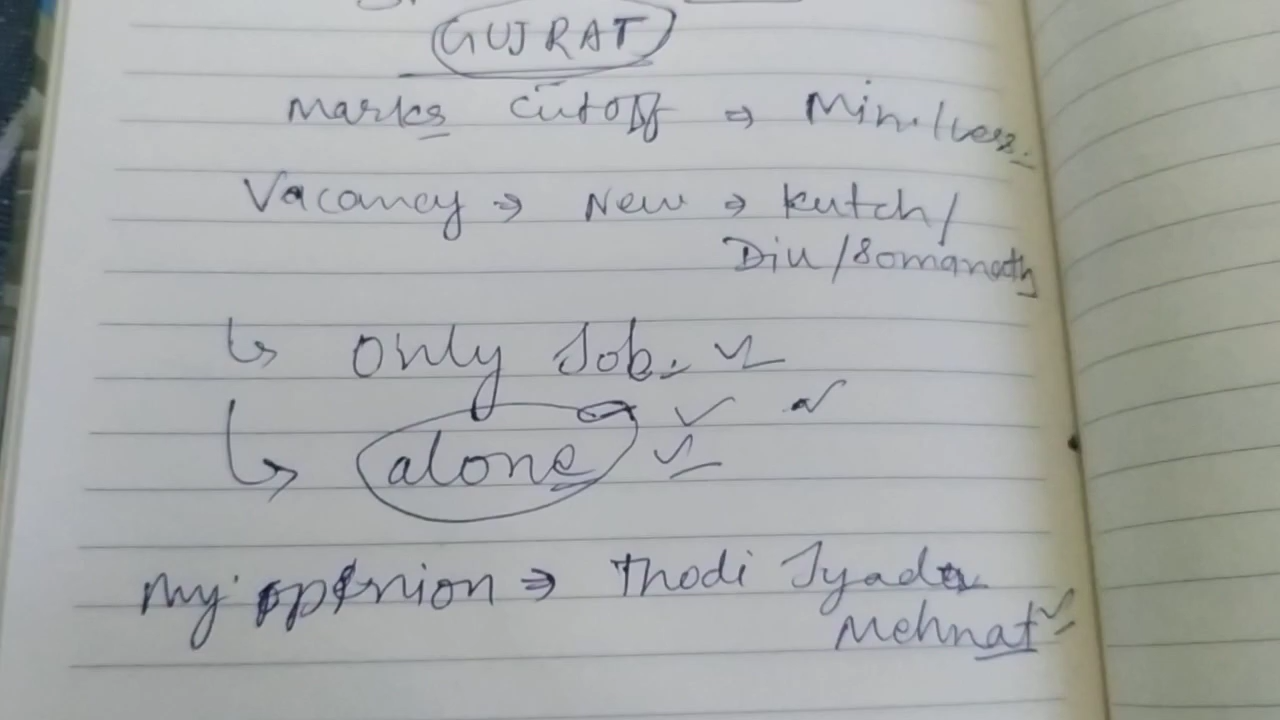 GUJRAT
Marks cutoff ⇒ Min./less.
Vacancy ⇒ New ⇒ Kutch/
Diu/Somanath
↳ Only Job. ✓
↳ alone ✓ ✓ ✓
My opinion ⇒ Thodi Jyada
Mehnat ✓